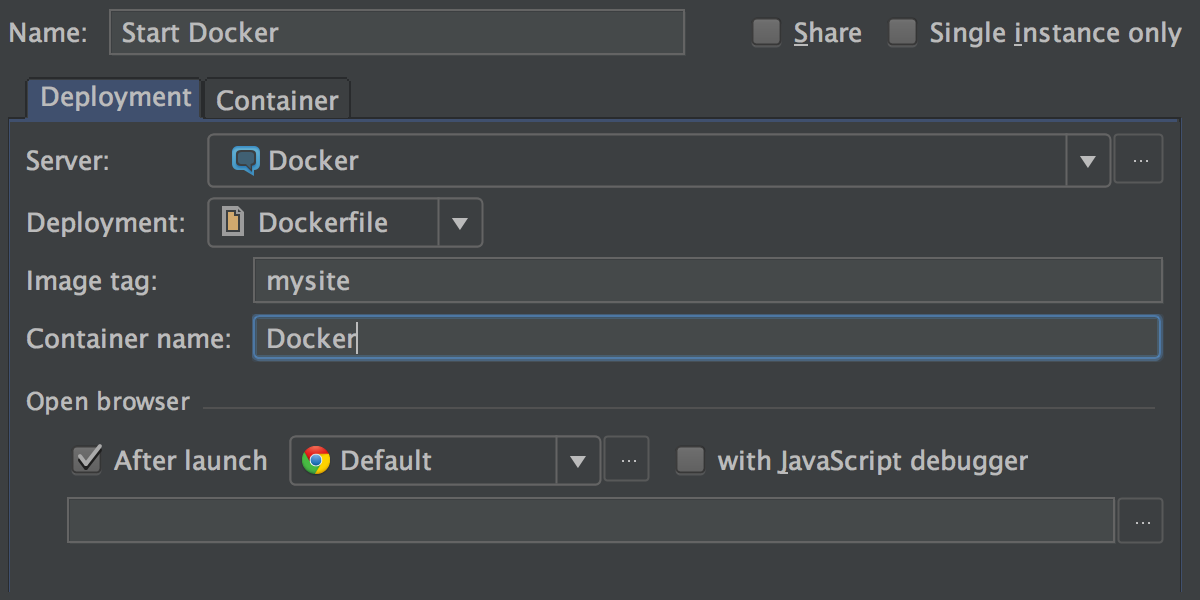 Name: Start Docker Share Single instance only
Deployment Container
Server: Docker ...
Deployment: Dockerfile
Image tag: mysite
Container name: Docker
Open browser
After launch Default ... with JavaScript debugger
...